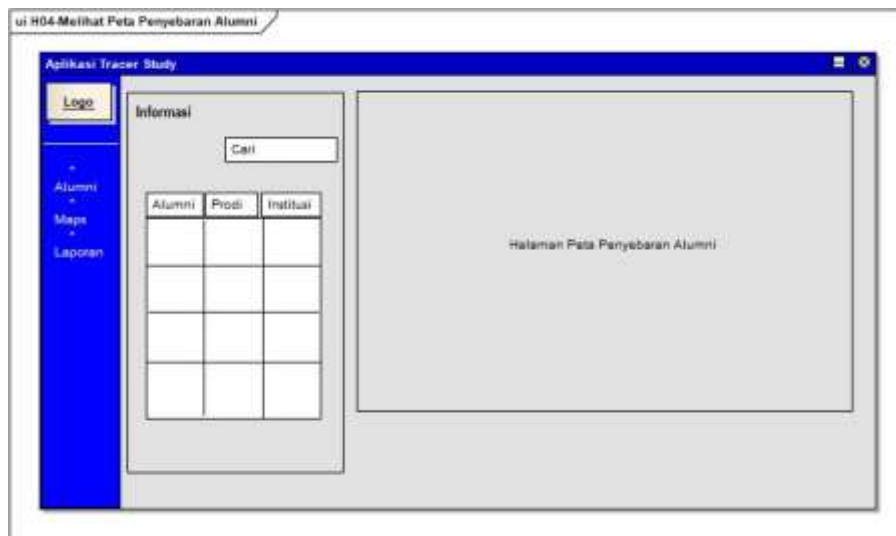 ui H04-Melihat Peta Penyebaran Alumni
Aplikasi Tracer Study
Logo
Alumni
Maps
Laporan
Informasi
Cari
Alumni Prodi Institusi
Halaman Peta Penyebaran Alumni